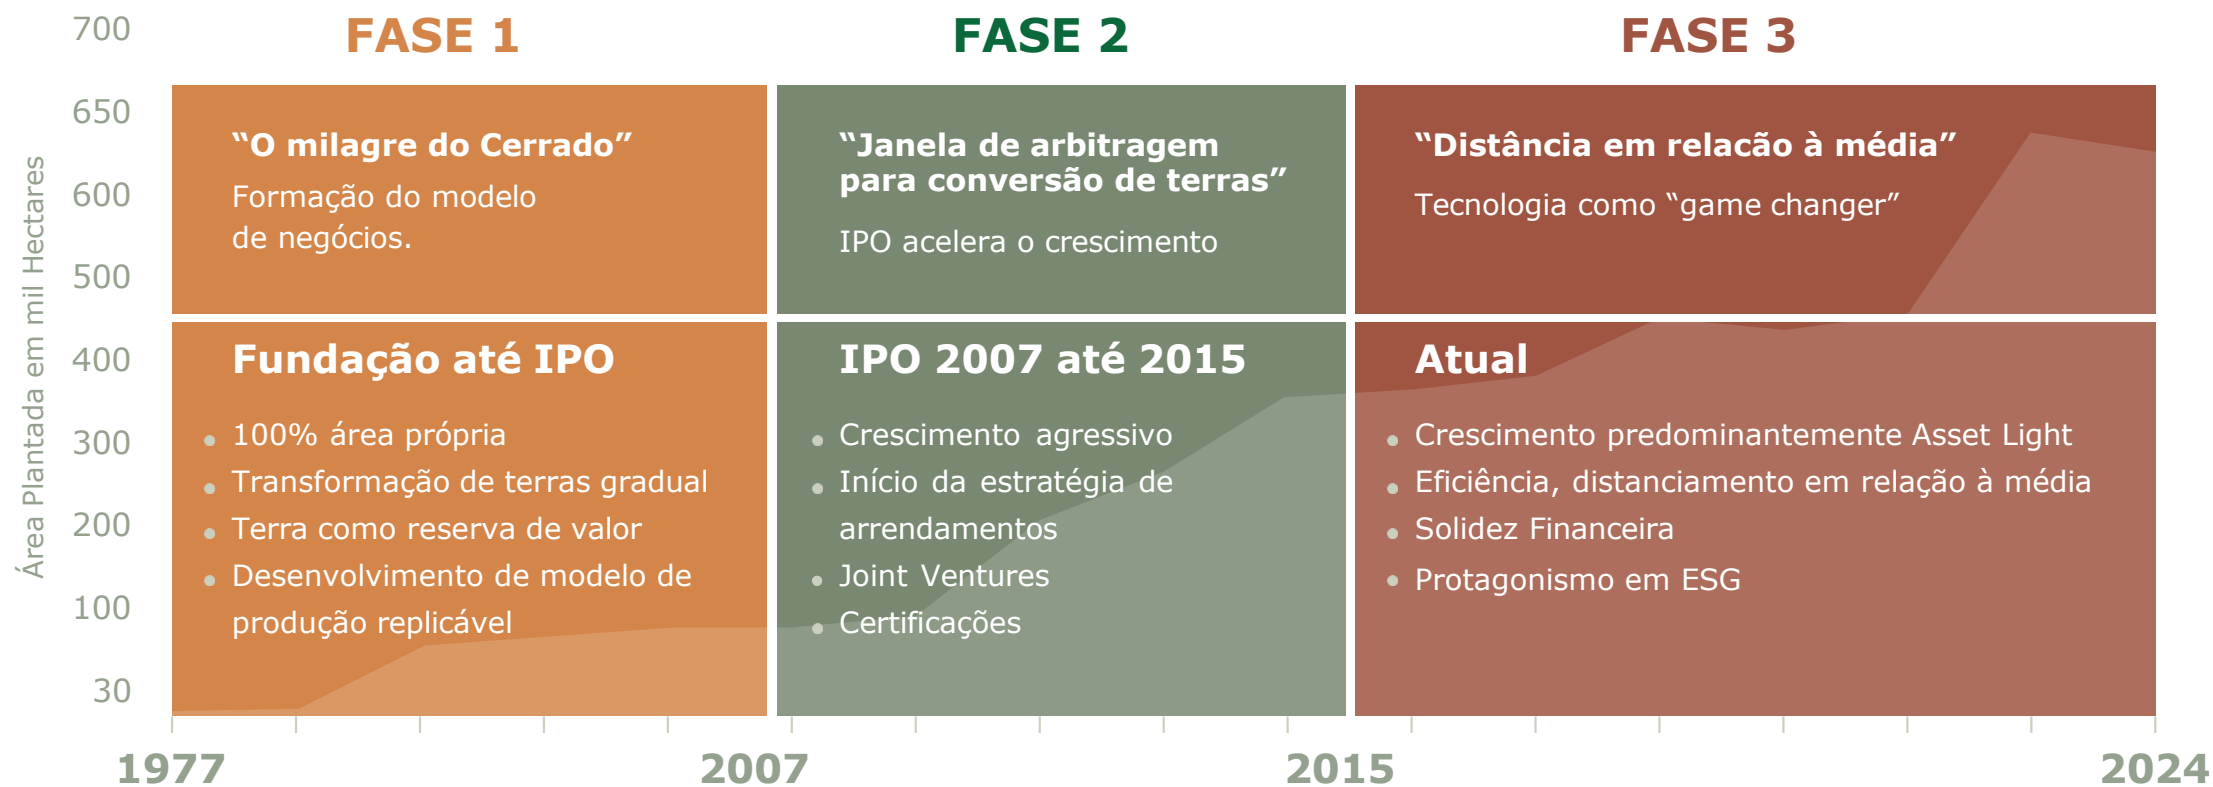 FASE 1
FASE 2
FASE 3
Área Plantada em mil Hectares
700
650
600
500
400
300
200
100
30
“O milagre do Cerrado”
Formação do modelo
de negócios.
Fundação até IPO
100% área própria
Transformação de terras gradual
Terra como reserva de valor
Desenvolvimento de modelo de
produção replicável
“Janela de arbitragem
para conversão de terras”
IPO acelera o crescimento
IPO 2007 até 2015
Crescimento agressivo
Início da estratégia de
arrendamentos
Joint Ventures
Certificações
“Distância em relacão à média”
Tecnologia como “game changer”
Atual
Crescimento predominantemente Asset Light
Eficiência, distanciamento em relação à média
Solidez Financeira
Protagonismo em ESG
1977
2007
2015
2024